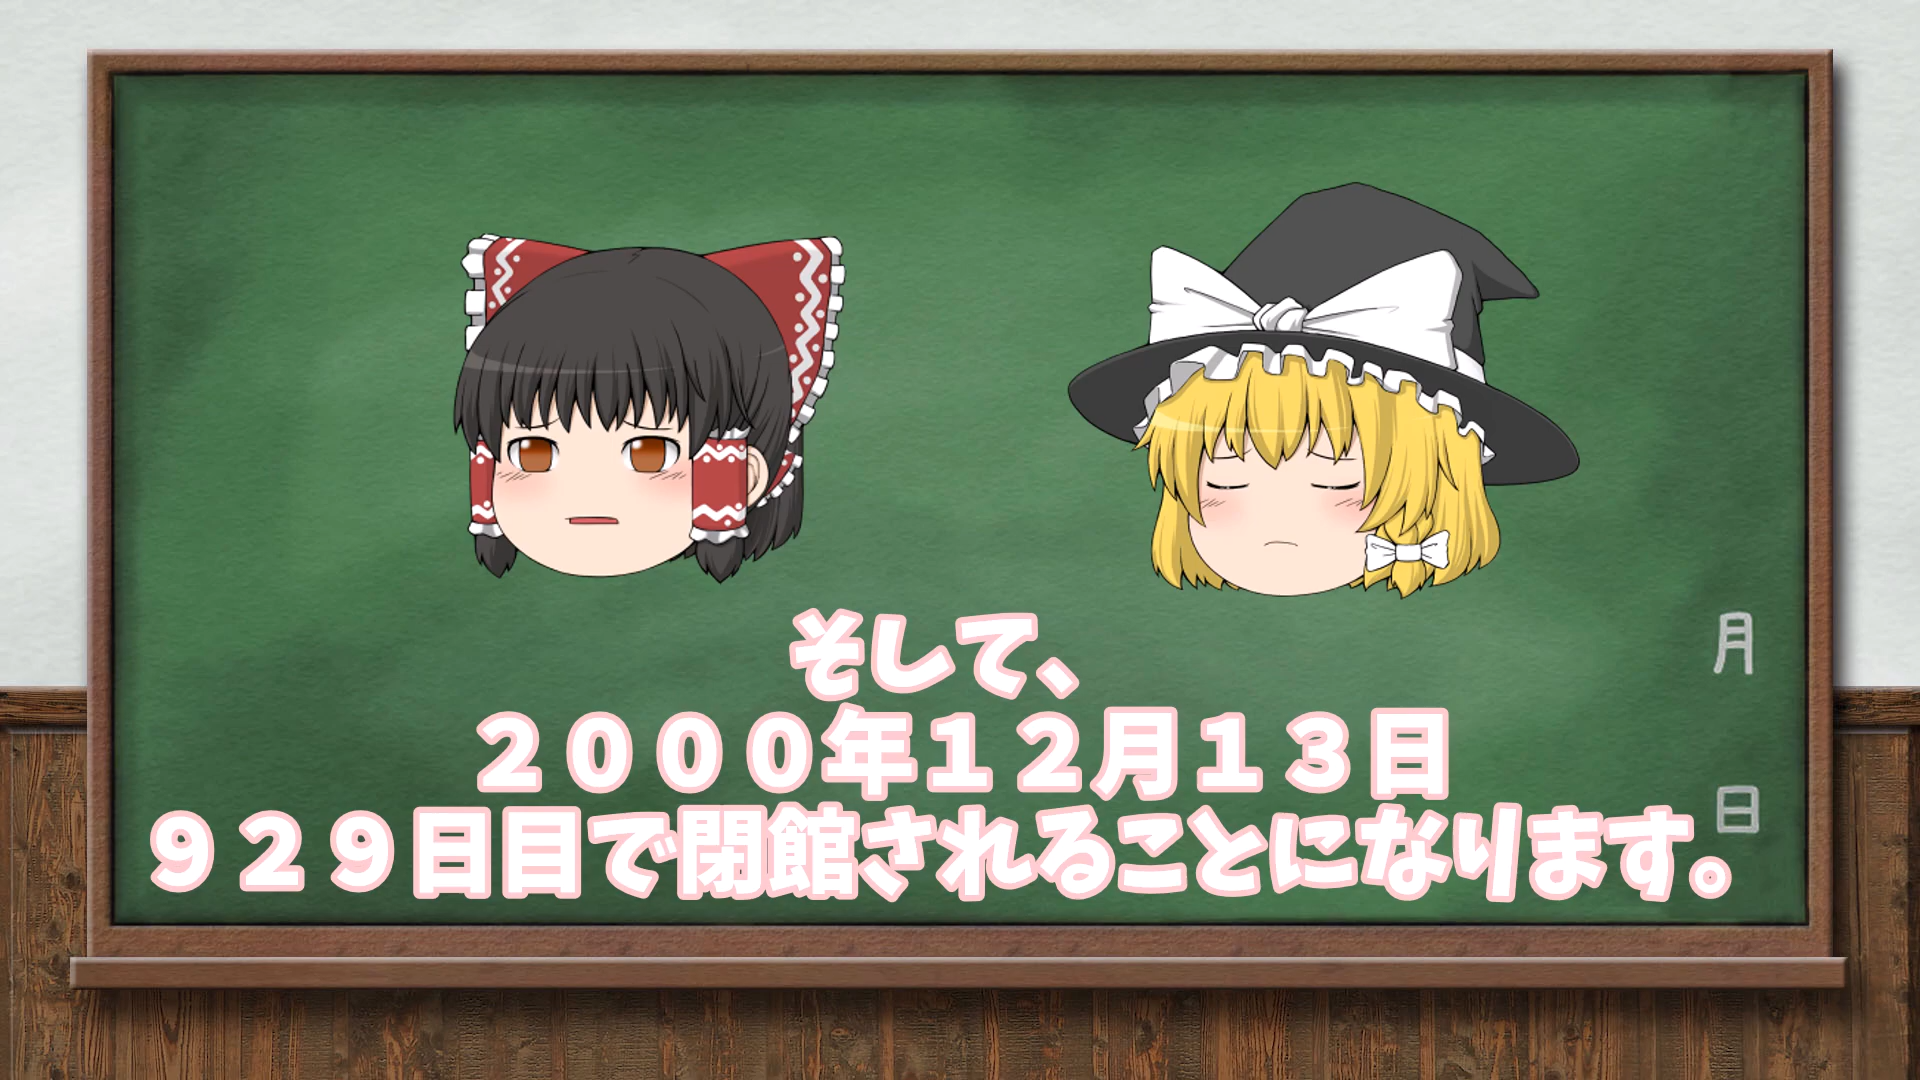 そして、
２０００年１２月１３日
９２９日目で閉館されることになります。
月
日